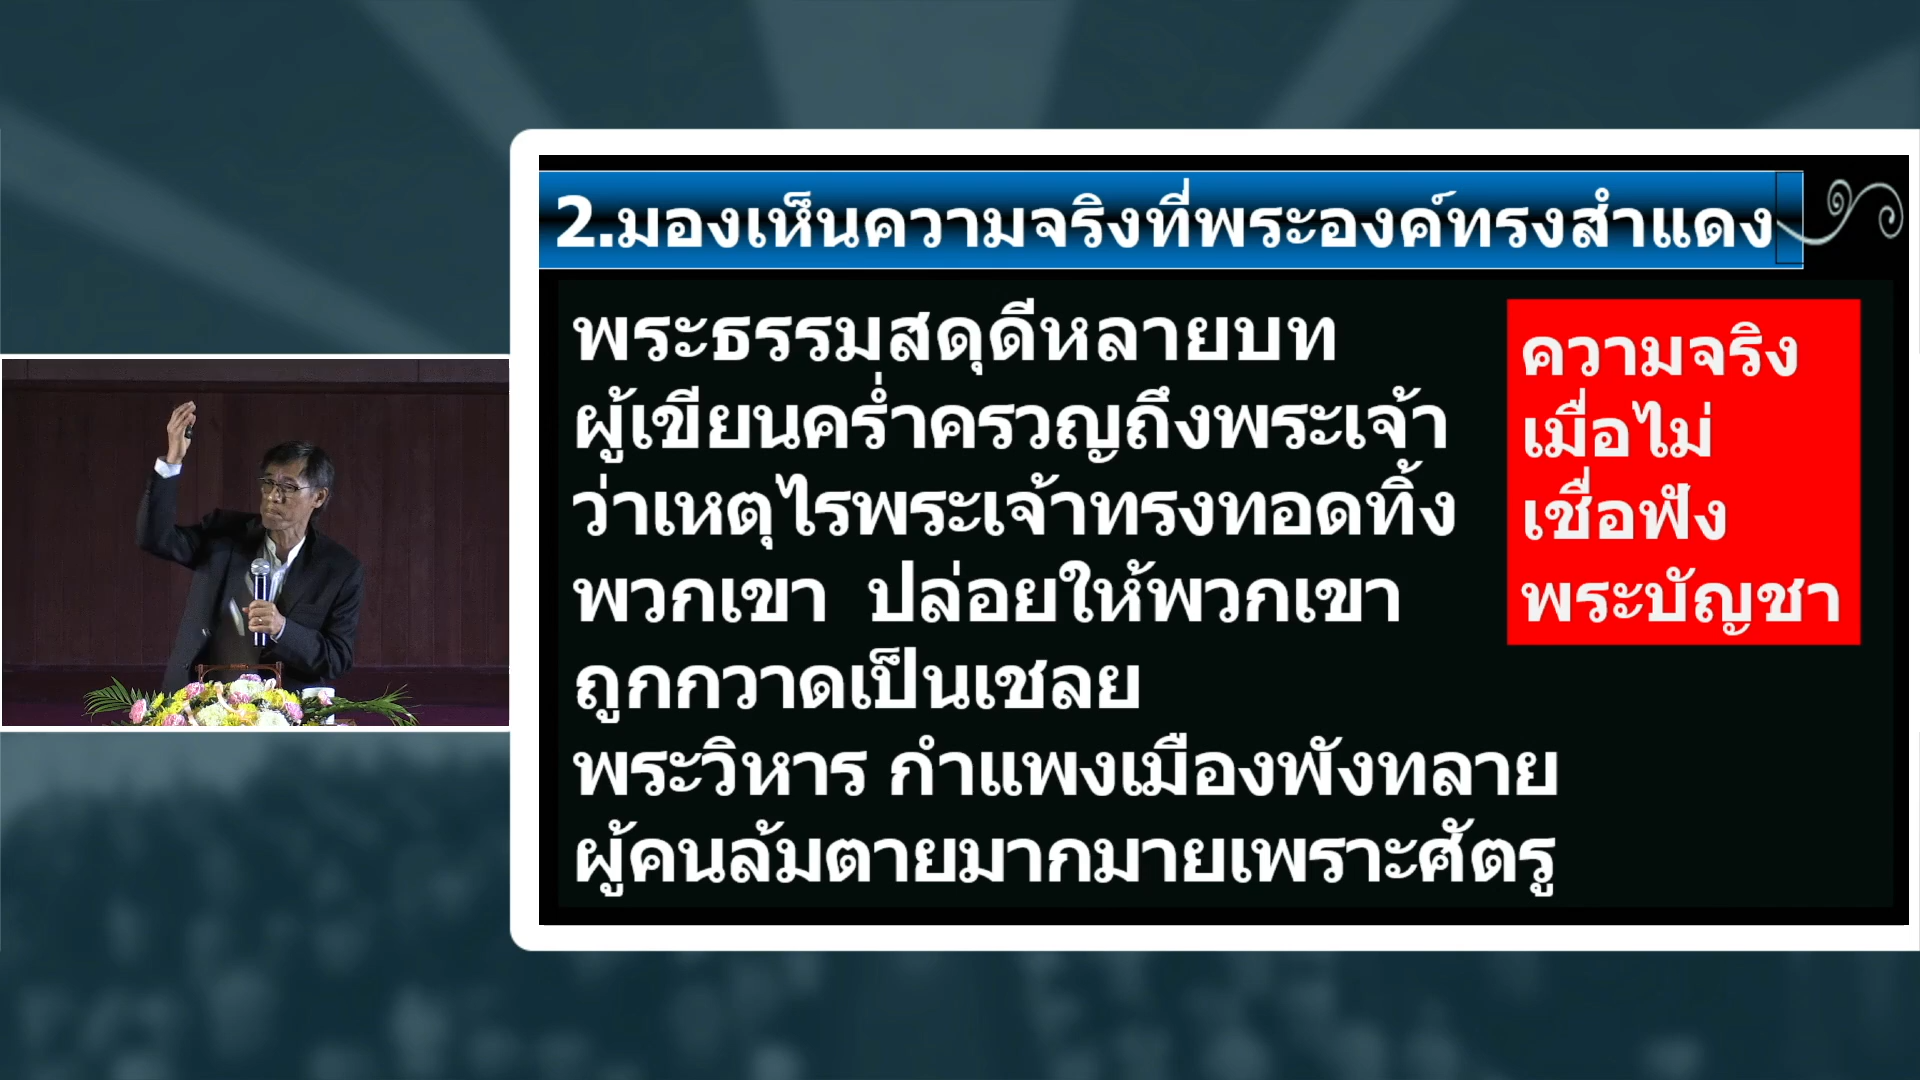 2.มองเห็นความจริงที่พระองค์ทรงสำแดง
พระธรรมสดุดีหลายบท
ผู้เขียนคร่ำครวญถึงพระเจ้า
ว่าเหตุไรพระเจ้าทรงทอดทิ้ง
พวกเขา ปล่อยให้พวกเขา
ถูกกวาดเป็นเชลย
พระวิหาร กำแพงเมืองพังทลาย
ผู้คนล้มตายมากมายเพราะศัตรู
ความจริง
เมื่อไม่
เชื่อฟัง
พระบัญชา